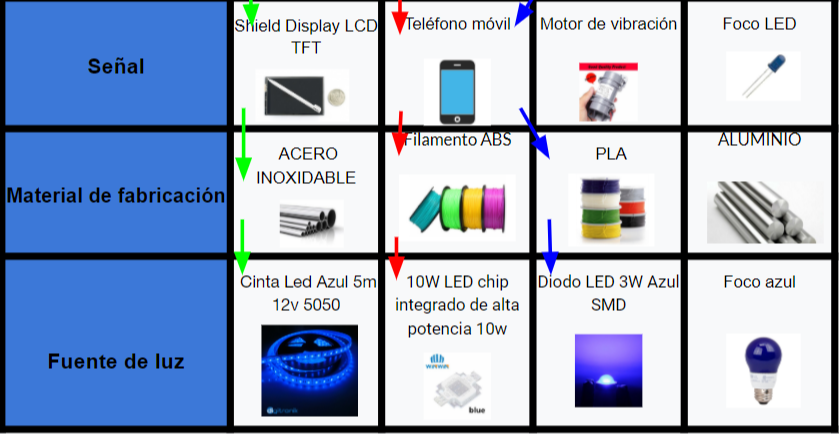 Señal
Shield Display LCD
TFT
Teléfono móvil
Motor de vibración
Foco LED
Material de fabricación
ACERO
INOXIDABLE
Filamento ABS
PLA
ALUMINIO
Fuente de luz
Cinta Led Azul 5m
12v 5050
10W LED chip
integrado de alta
potencia 10w
blue
Diodo LED 3W Azul
SMD
Foco azul